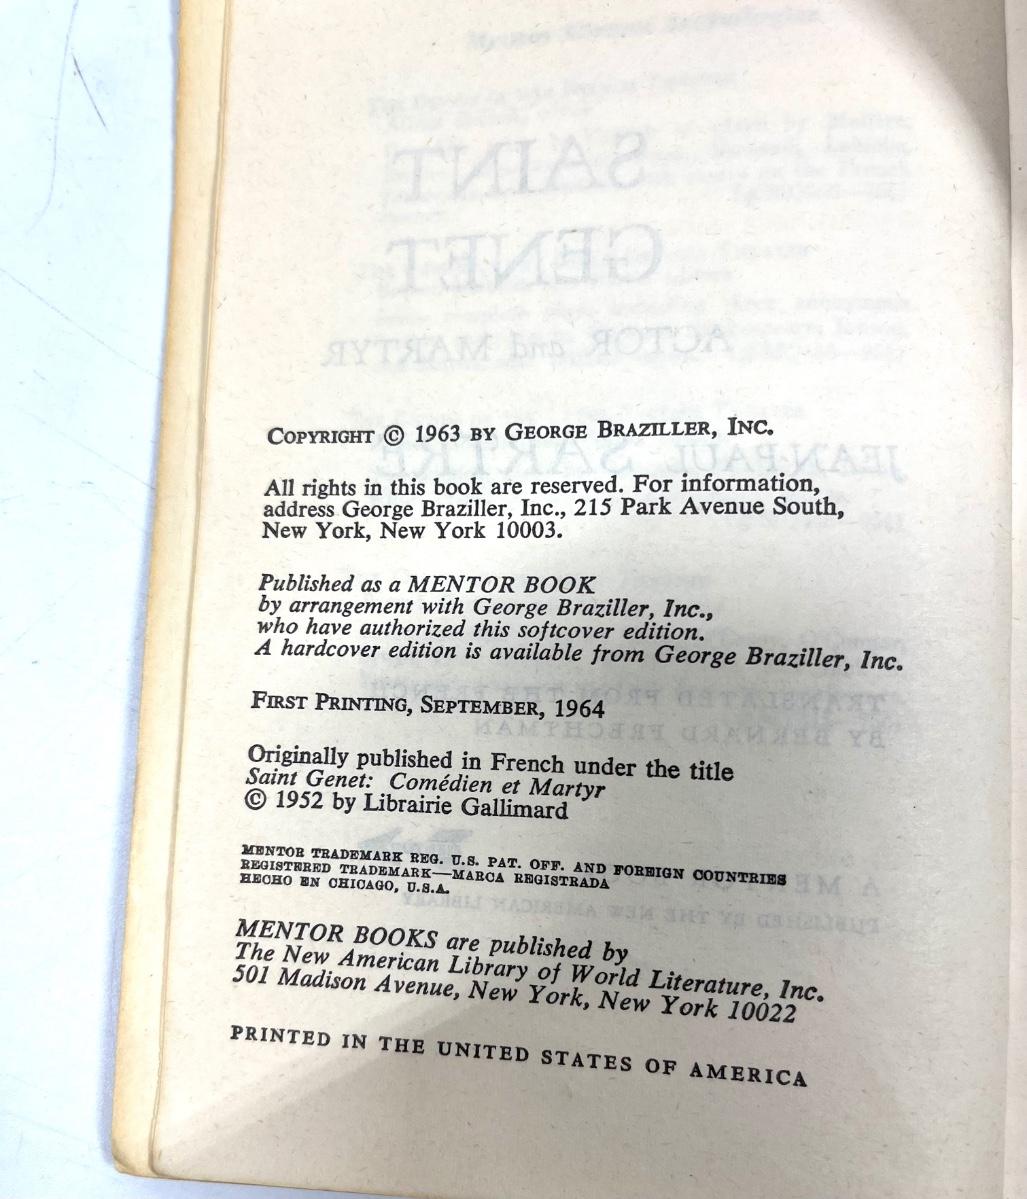 COPYRIGHT © 1963 BY GEORGE BRAZILLER, INC.
All rights in this book are reserved. For information,
address George Braziller, Inc., 215 Park Avenue South,
New York, New York 10003.
Published as a MENTOR BOOK
by arrangement with George Braziller, Inc.,
who have authorized this softcover edition.
A hardcover edition is available from George Braziller, Inc.
FIRST PRINTING, SEPTEMBER, 1964
Originally published in French under the title
Saint Genet: Comédien et Martyr
© 1952 by Librairie Gallimard
MENTOR TRADEMARK REG. U.S. PAT. OFF. AND FOREIGN COUNTRIES
REGISTERED TRADEMARK—MARCA REGISTRADA
HECHO EN CHICAGO, U.S.A.
MENTOR BOOKS are published by
The New American Library of World Literature, Inc.
501 Madison Avenue, New York, New York 10022
PRINTED IN THE UNITED STATES OF AMERICA